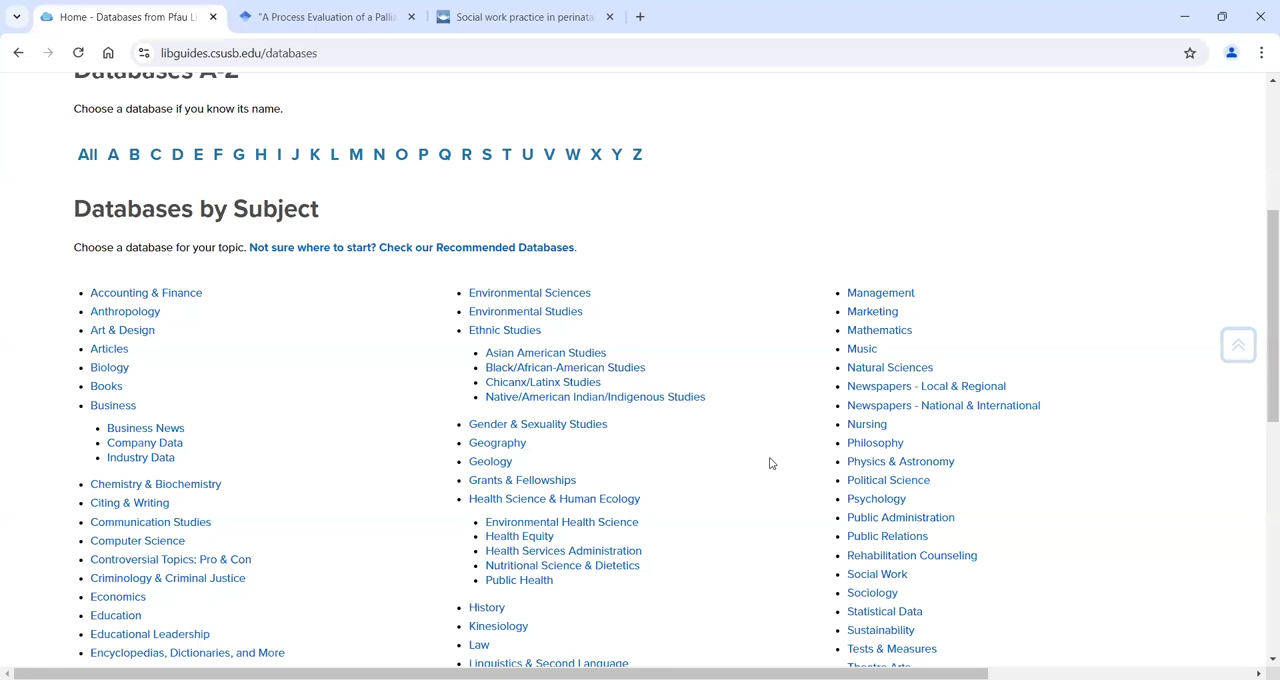 Home - Databases from Pfau Li
"A Process Evaluation of a Pallia
Social work practice in perinata
libguides.csusb.edu/databases
Databases A-Z
Choose a database if you know its name.
All A B C D E F G H I J K L M N O P Q R S T U V W X Y Z
Databases by Subject
Choose a database for your topic. Not sure where to start? Check our Recommended Databases.
Accounting & Finance
Anthropology
Art & Design
Articles
Biology
Books
Business
Business News
Company Data
Industry Data
Chemistry & Biochemistry
Citing & Writing
Communication Studies
Computer Science
Controversial Topics: Pro & Con
Criminology & Criminal Justice
Economics
Education
Educational Leadership
Encyclopedias, Dictionaries, and More
Environmental Sciences
Environmental Studies
Ethnic Studies
Asian American Studies
Black/African-American Studies
Chicanx/Latinx Studies
Native/American Indian/Indigenous Studies
Gender & Sexuality Studies
Geography
Geology
Grants & Fellowships
Health Science & Human Ecology
Environmental Health Science
Health Equity
Health Services Administration
Nutritional Science & Dietetics
Public Health
History
Kinesiology
Law
Linguistics & Second Language
Management
Marketing
Mathematics
Music
Natural Sciences
Newspapers - Local & Regional
Newspapers - National & International
Nursing
Philosophy
Physics & Astronomy
Political Science
Psychology
Public Administration
Public Relations
Rehabilitation Counseling
Social Work
Sociology
Statistical Data
Sustainability
Tests & Measures
Theatre Arts